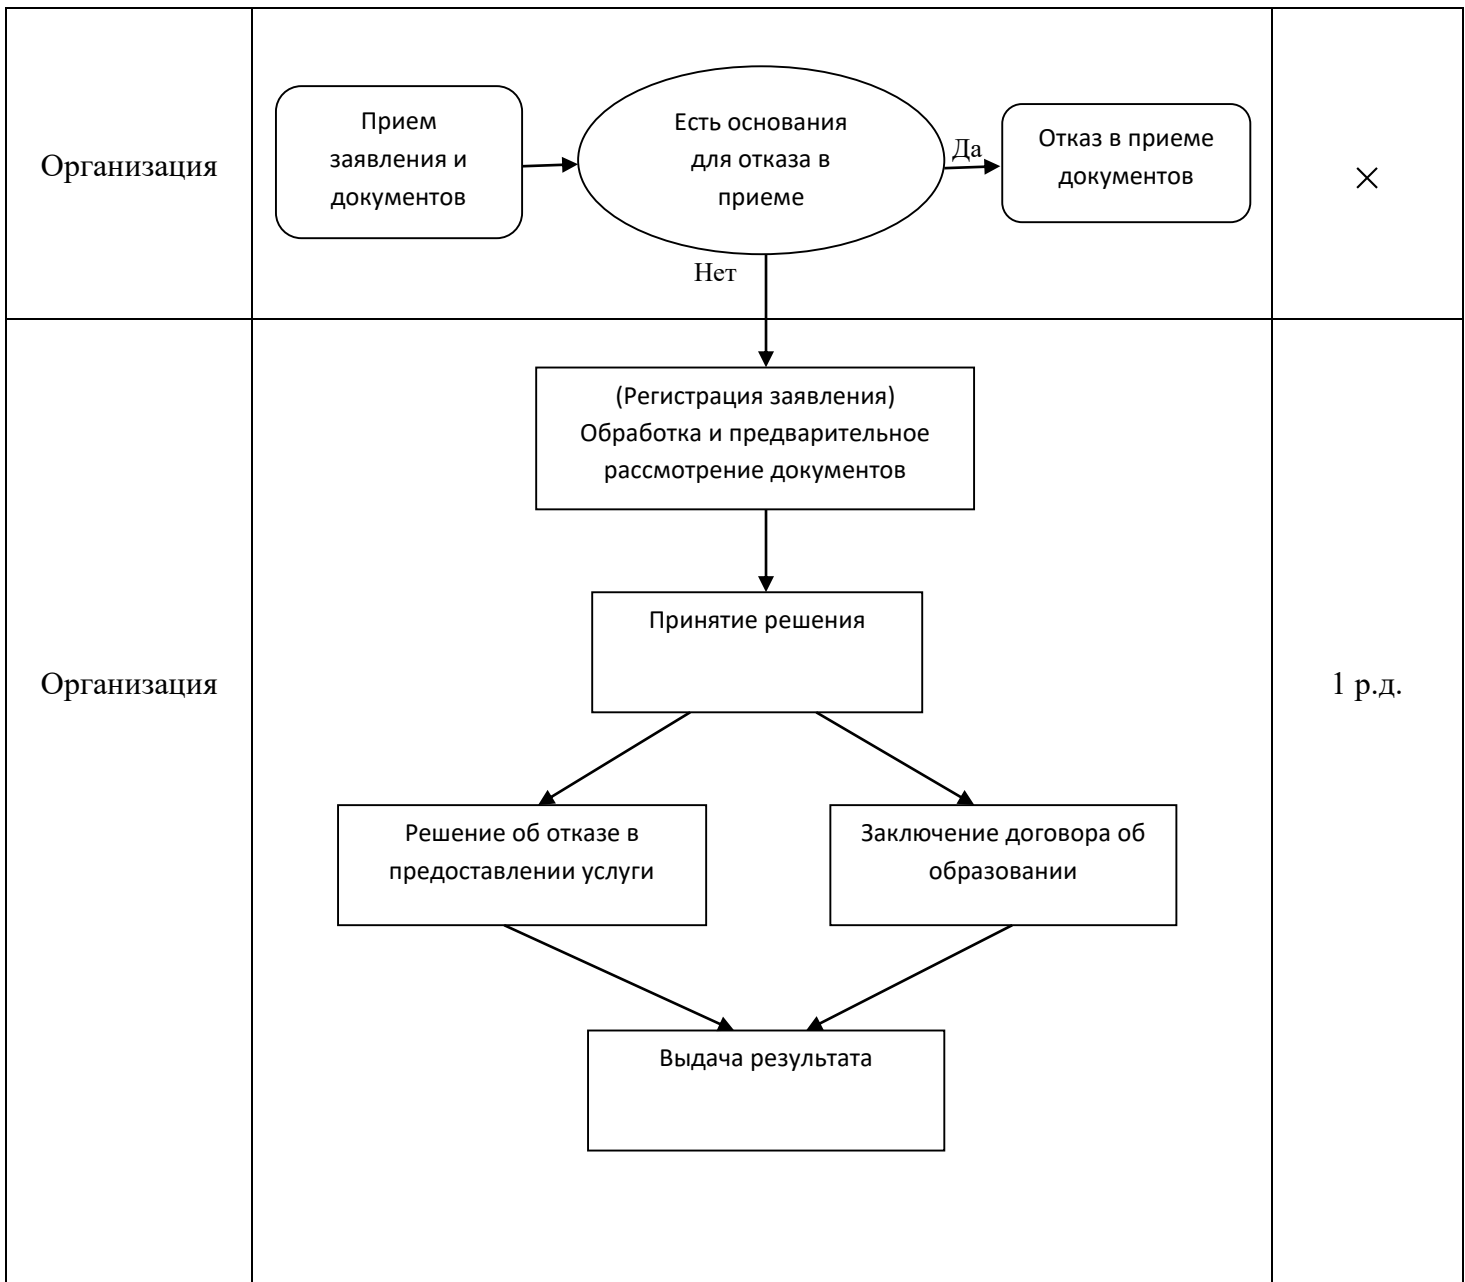 Организация
Прием
заявления и
документов
Есть основания
для отказа в
приеме
Да
Отказ в приеме
документов
×
Нет
Организация
(Регистрация заявления)
Обработка и предварительное
рассмотрение документов
Принятие решения
1 р.д.
Решение об отказе в
предоставлении услуги
Заключение договора об
образовании
Выдача результата